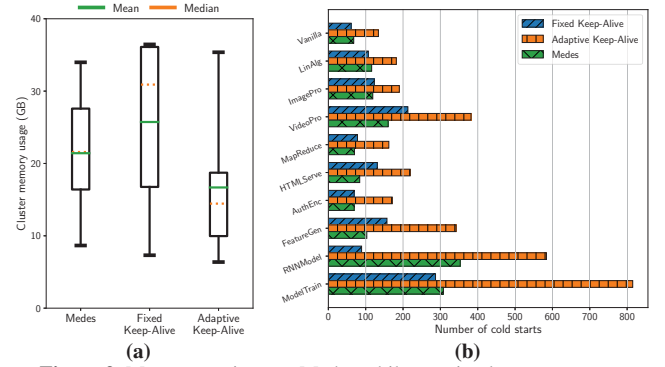 Mean Median
Cluster memory usage (GB)
40
30
20
10
0
Medes
Fixed
Keep-Alive
Adaptive
Keep-Alive
(a)
Fixed Keep-Alive
Adaptive Keep-Alive
Medes
Vanilla
LinAlg
ImagePro
VideoPro
MapReduce
HTMLServe
AuthEnc
FeatureGen
RNNModel
ModelTrain
0 100 200 300 400 500 600 700 800
Number of cold starts
(b)